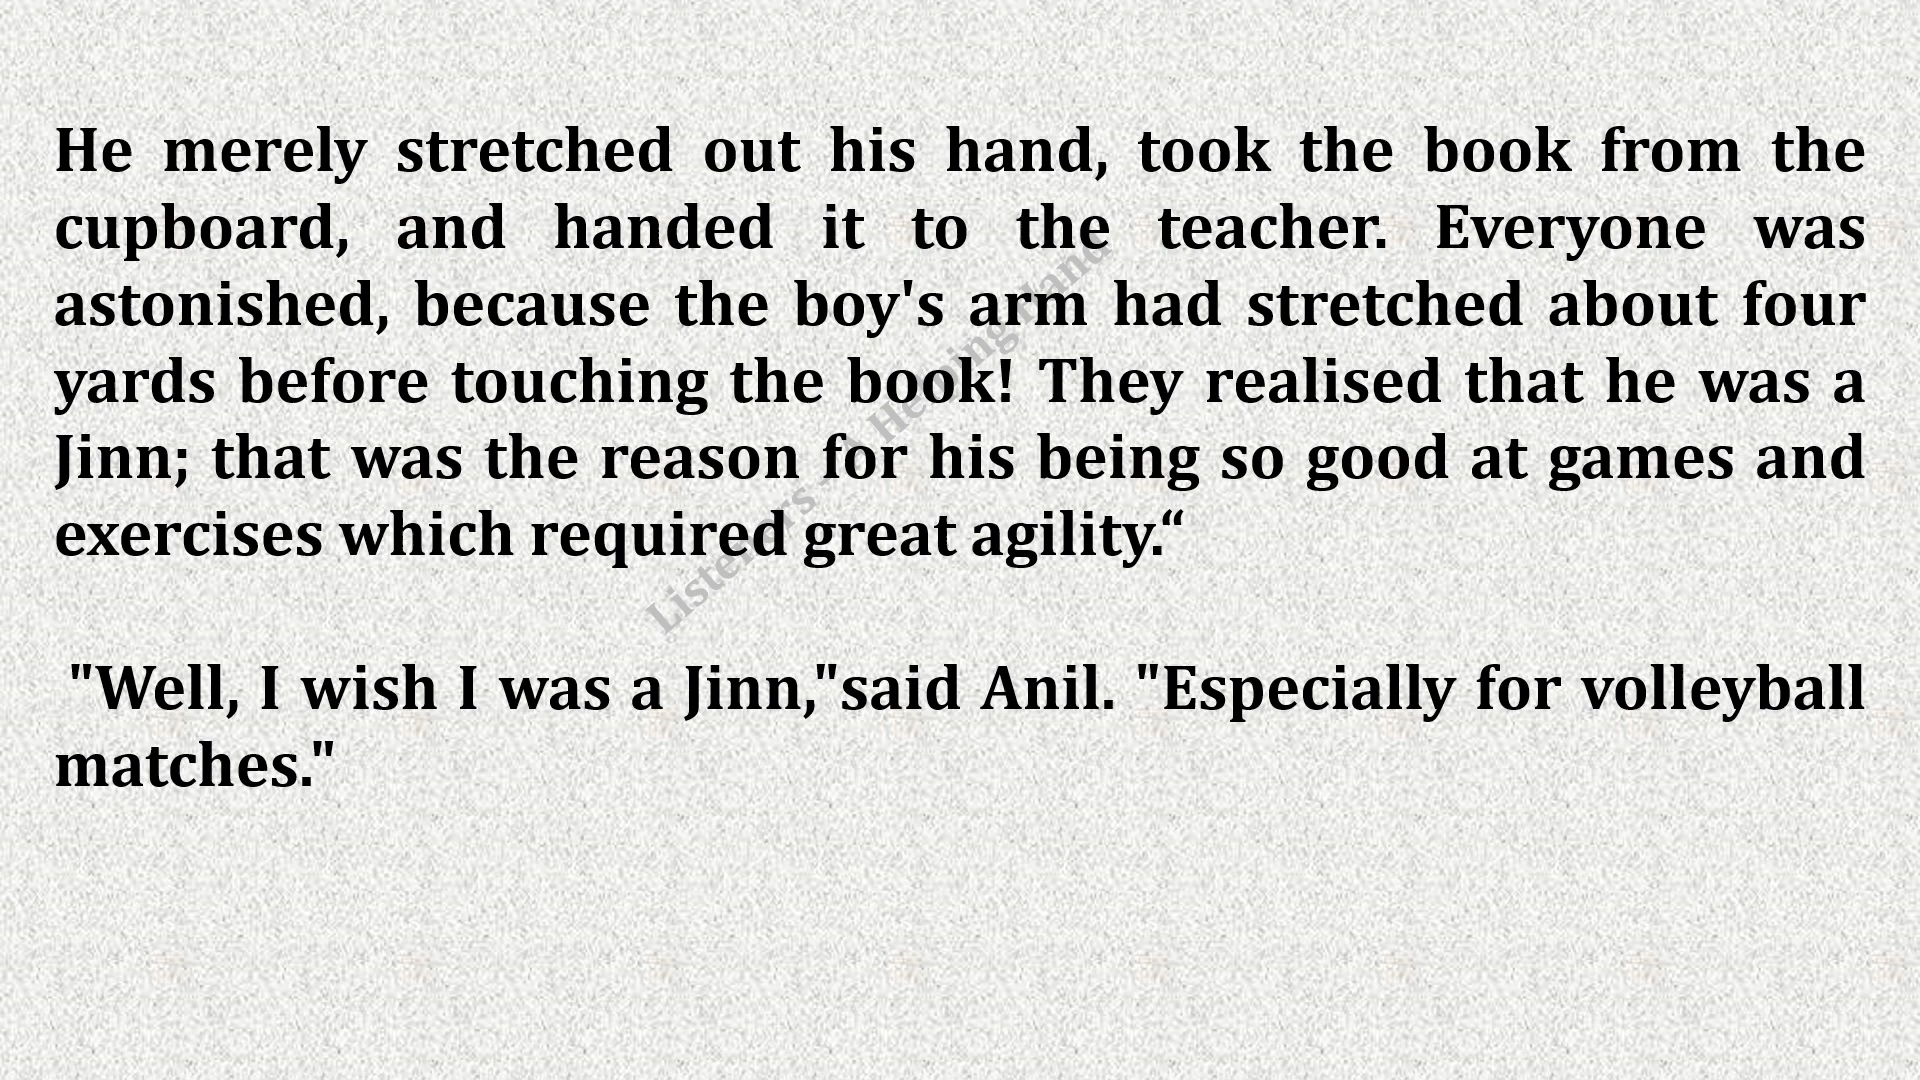 He merely stretched out his hand, took the book from the
cupboard, and handed it to the teacher. Everyone was
astonished, because the boy's arm had stretched about four
yards before touching the book! They realised that he was a
Jinn; that was the reason for his being so good at games and
exercises which required great agility.“
"Well, I wish I was a Jinn,"said Anil. "Especially for volleyball
matches."